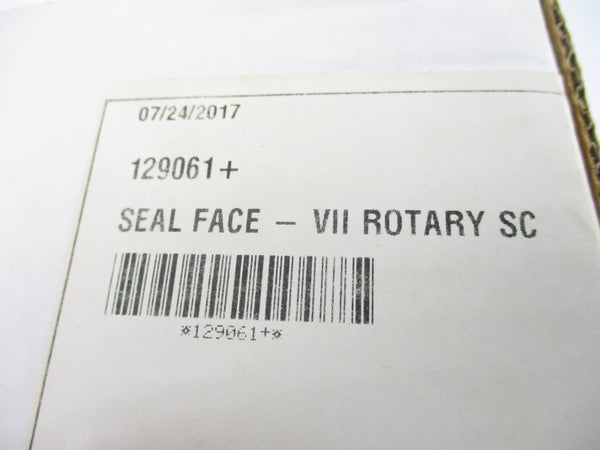 07/24/2017
129061+
SEAL FACE – VII ROTARY SC
*129061+*